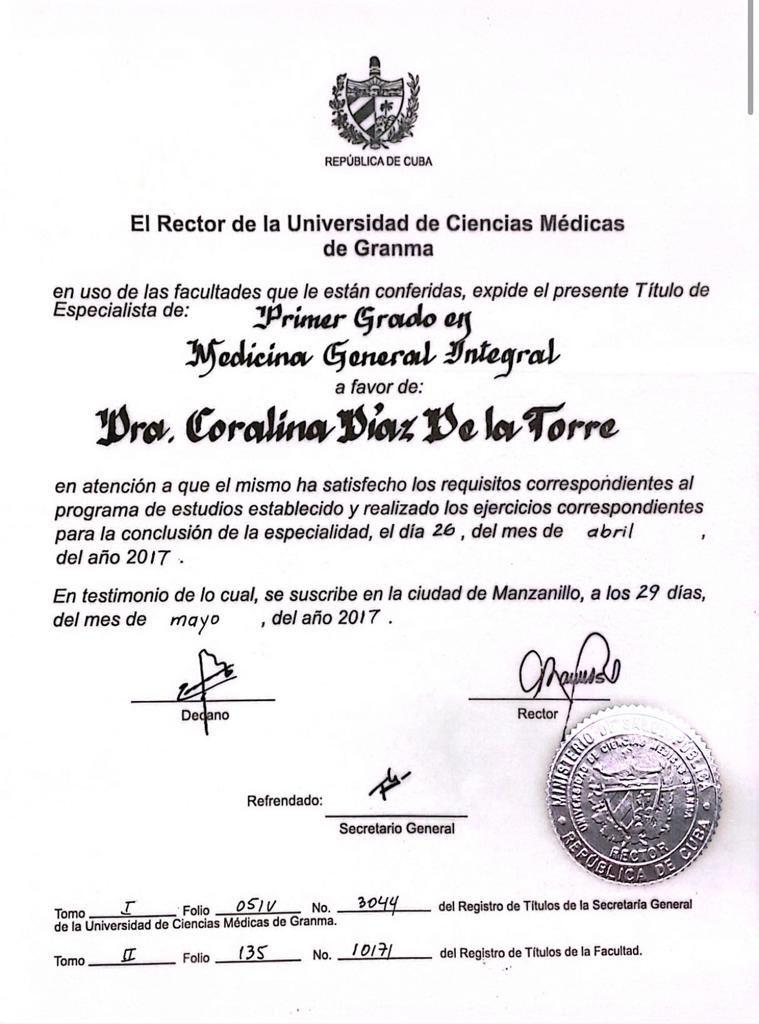 REPÚBLICA DE CUBA
El Rector de la Universidad de Ciencias Médicas
de Granma
en uso de las facultades que le están conferidas, expide el presente Título de
Especialista de: Primer Grado en
Medicina General Integral
a favor de:
Dra. Coralina Díaz De la Torre
en atención a que el mismo ha satisfecho los requisitos correspondientes al
programa de estudios establecido y realizado los ejercicios correspondientes
para la conclusión de la especialidad, el día 26, del mes de abril ,
del año 2017 .
En testimonio de lo cual, se suscribe en la ciudad de Manzanillo, a los 29 días,
del mes de mayo , del año 2017 .
Decano
Rector
Refrendado:
Secretario General
MINISTERIO DE SALUD PÚBLICA
UNIVERSIDAD DE CIENCIAS MEDICAS GRANMA
RECTOR
REPÚBLICA DE CUBA
Tomo I Folio 051V No. 3044 del Registro de Títulos de la Secretaría General
de la Universidad de Ciencias Médicas de Granma.
Tomo II Folio 135 No. 10171 del Registro de Títulos de la Facultad.